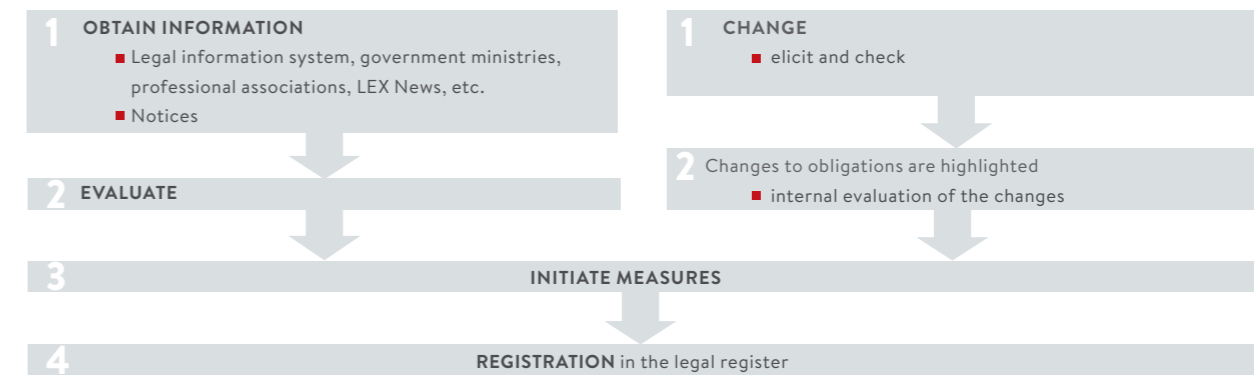 1 OBTAIN INFORMATION
■ Legal information system, government ministries,
professional associations, LEX News, etc.
■ Notices
2 EVALUATE
1 CHANGE
■ elicit and check
2 Changes to obligations are highlighted
■ internal evaluation of the changes
3 INITIATE MEASURES
4 REGISTRATION in the legal register